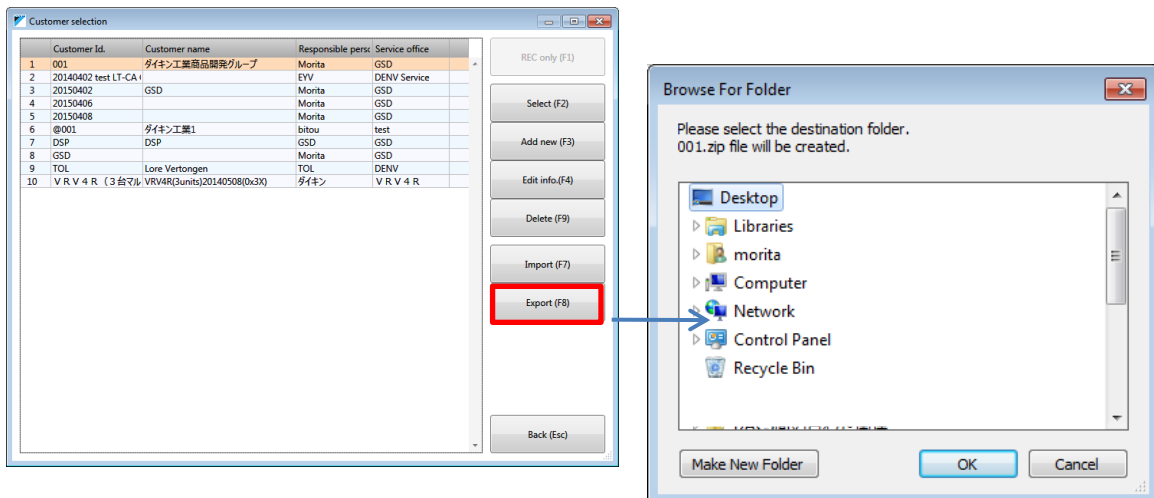 Customer selection
Customer Id. Customer name Responsible perso Service office
1 001 ダイキン工業商品開発グループ Morita GSD
2 20140402 test LT-CA EYV DENV Service
3 20150402 GSD Morita GSD
4 20150406 Morita GSD
5 20150408 Morita GSD
6 @001 ダイキン工業1 bitou test
7 DSP DSP GSD GSD
8 GSD Morita GSD
9 TOL Lore Vertongen TOL DENV
10 ＶＲＶ４Ｒ（３台マル VRV4R(3units)20140508(0x3X) ダイキン ＶＲＶ４Ｒ
REC only (F1)
Select (F2)
Add new (F3)
Edit info.(F4)
Delete (F9)
Import (F7)
Export (F8)
Back (Esc)
Browse For Folder
Please select the destination folder.
001.zip file will be created.
Desktop
Libraries
morita
Computer
Network
Control Panel
Recycle Bin
Make New Folder
OK
Cancel